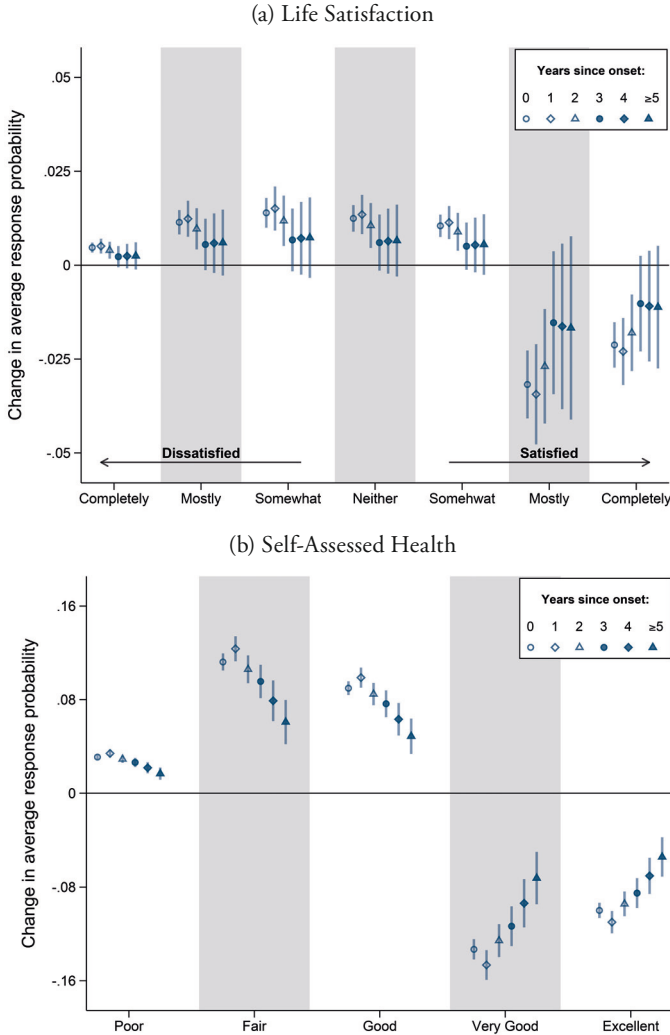 (a) Life Satisfaction
Change in average response probability
.05
.025
0
-.025
-.05
Years since onset:
0 1 2 3 4 ≥5
Dissatisfied Satisfied
Completely Mostly Somewhat Neither Somehwat Mostly Completely
(b) Self-Assessed Health
Change in average response probability
.16
.08
0
-.08
-.16
Years since onset:
0 1 2 3 4 ≥5
Poor Fair Good Very Good Excellent